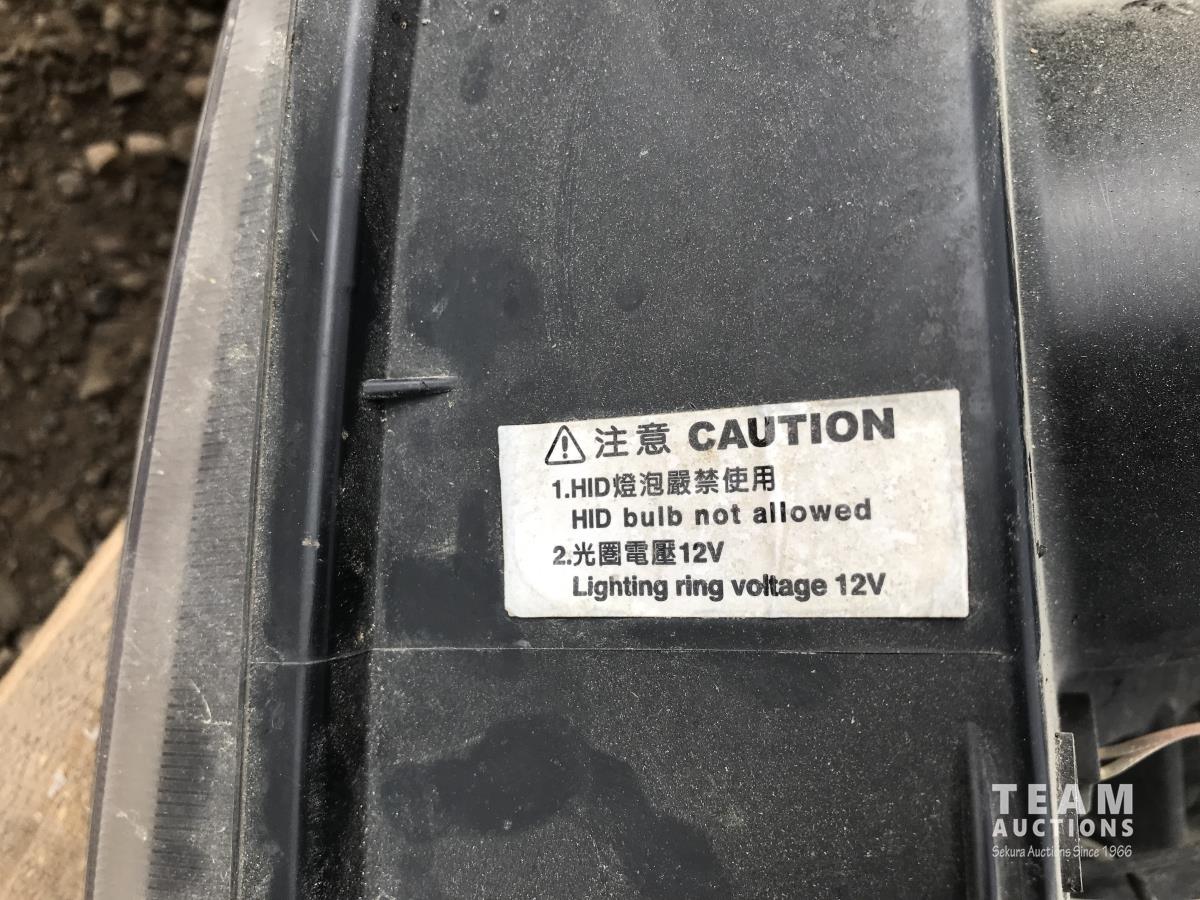 注意 CAUTION
1.HID燈泡嚴禁使用
HID bulb not allowed
2.光圈電壓12V
Lighting ring voltage 12V
TEAM
AUCTIONS
Sekura Auctions Since 1966